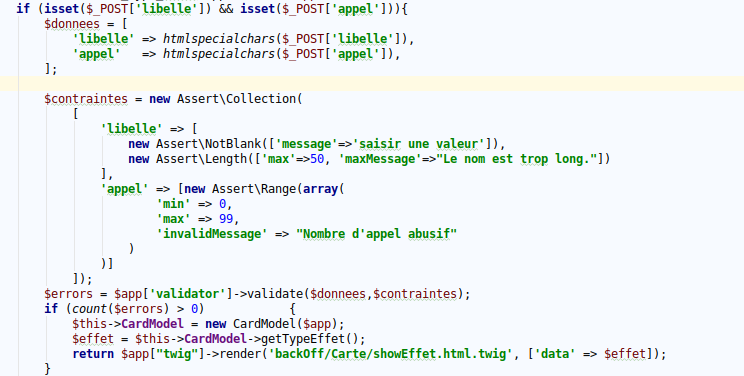 if (isset($_POST['libelle']) && isset($_POST['appel'])){
$donnees = [
'libelle' => htmlspecialchars($_POST['libelle']),
'appel'   => htmlspecialchars($_POST['appel']),
];
$contraintes = new Assert\Collection(
[
'libelle' => [
new Assert\NotBlank(['message'=>'saisir une valeur']),
new Assert\Length(['max'=>50, 'maxMessage'=>"Le nom est trop long."])
],
'appel' => [new Assert\Range(array(
'min' => 0,
'max' => 99,
'invalidMessage' => "Nombre d'appel abusif"
)
)]
]);
$errors = $app['validator']->validate($donnees,$contraintes);
if (count($errors) > 0)            {
$this->CardModel = new CardModel($app);
$effet = $this->CardModel->getTypeEffet();
return $app["twig"]->render('backOff/Carte/showEffet.html.twig', ['data' => $effet]);
}